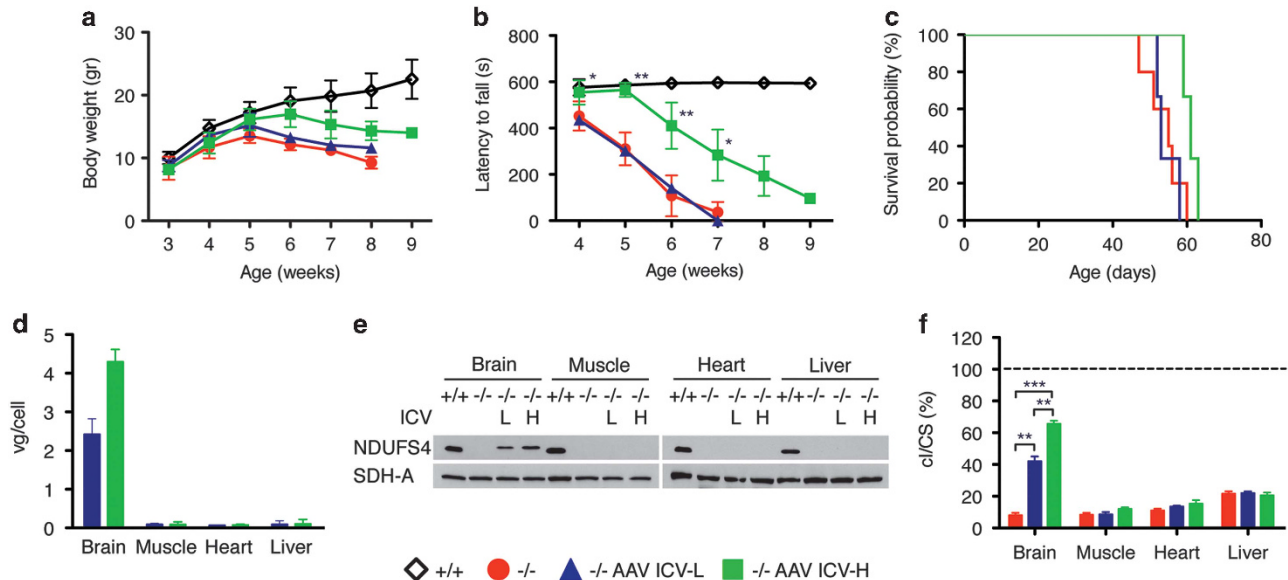 a
Body weight (gr)
30
20
10
0
3 4 5 6 7 8 9
Age (weeks)
b
Latency to fall (s)
800
600
400
200
0
* ** ** *
4 5 6 7 8 9
Age (weeks)
c
Survival probability (%)
100
80
60
40
20
0
0 20 40 60 80
Age (days)
d
vg/cell
5
4
3
2
1
0
Brain Muscle Heart Liver
e
Brain Muscle Heart Liver
+/+ -/- -/- -/- +/+ -/- -/- -/- +/+ -/- -/- -/- +/+ -/- -/- -/-
ICV L H L H L H L H
NDUFS4
SDH-A
f
cI/CS (%)
120
100
80
60
40
20
0
***
**
**
Brain Muscle Heart Liver
+/+ -/- -/- AAV ICV-L -/- AAV ICV-H